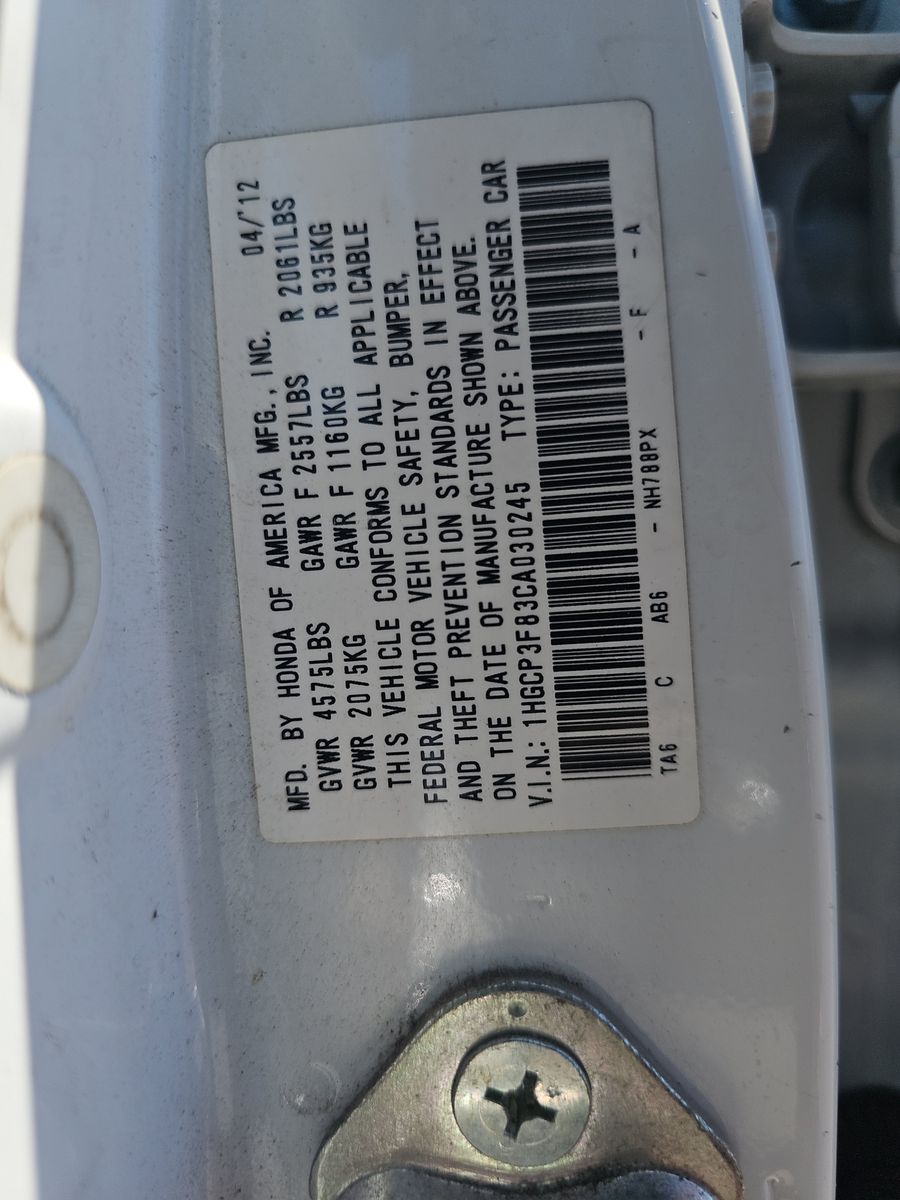 MFD. BY HONDA OF AMERICA MFG., INC. 04/'12
GVWR 4575LBS GAWR F 2557LBS R 2061LBS
GVWR 2075KG GAWR F 1160KG R 935KG
THIS VEHICLE CONFORMS TO ALL APPLICABLE
FEDERAL MOTOR VEHICLE SAFETY, BUMPER,
AND THEFT PREVENTION STANDARDS IN EFFECT
ON THE DATE OF MANUFACTURE SHOWN ABOVE.
V.I.N.: 1HGCP3F83CA030245 TYPE: PASSENGER CAR
TA6 C AB6 - NH788PX - F - A